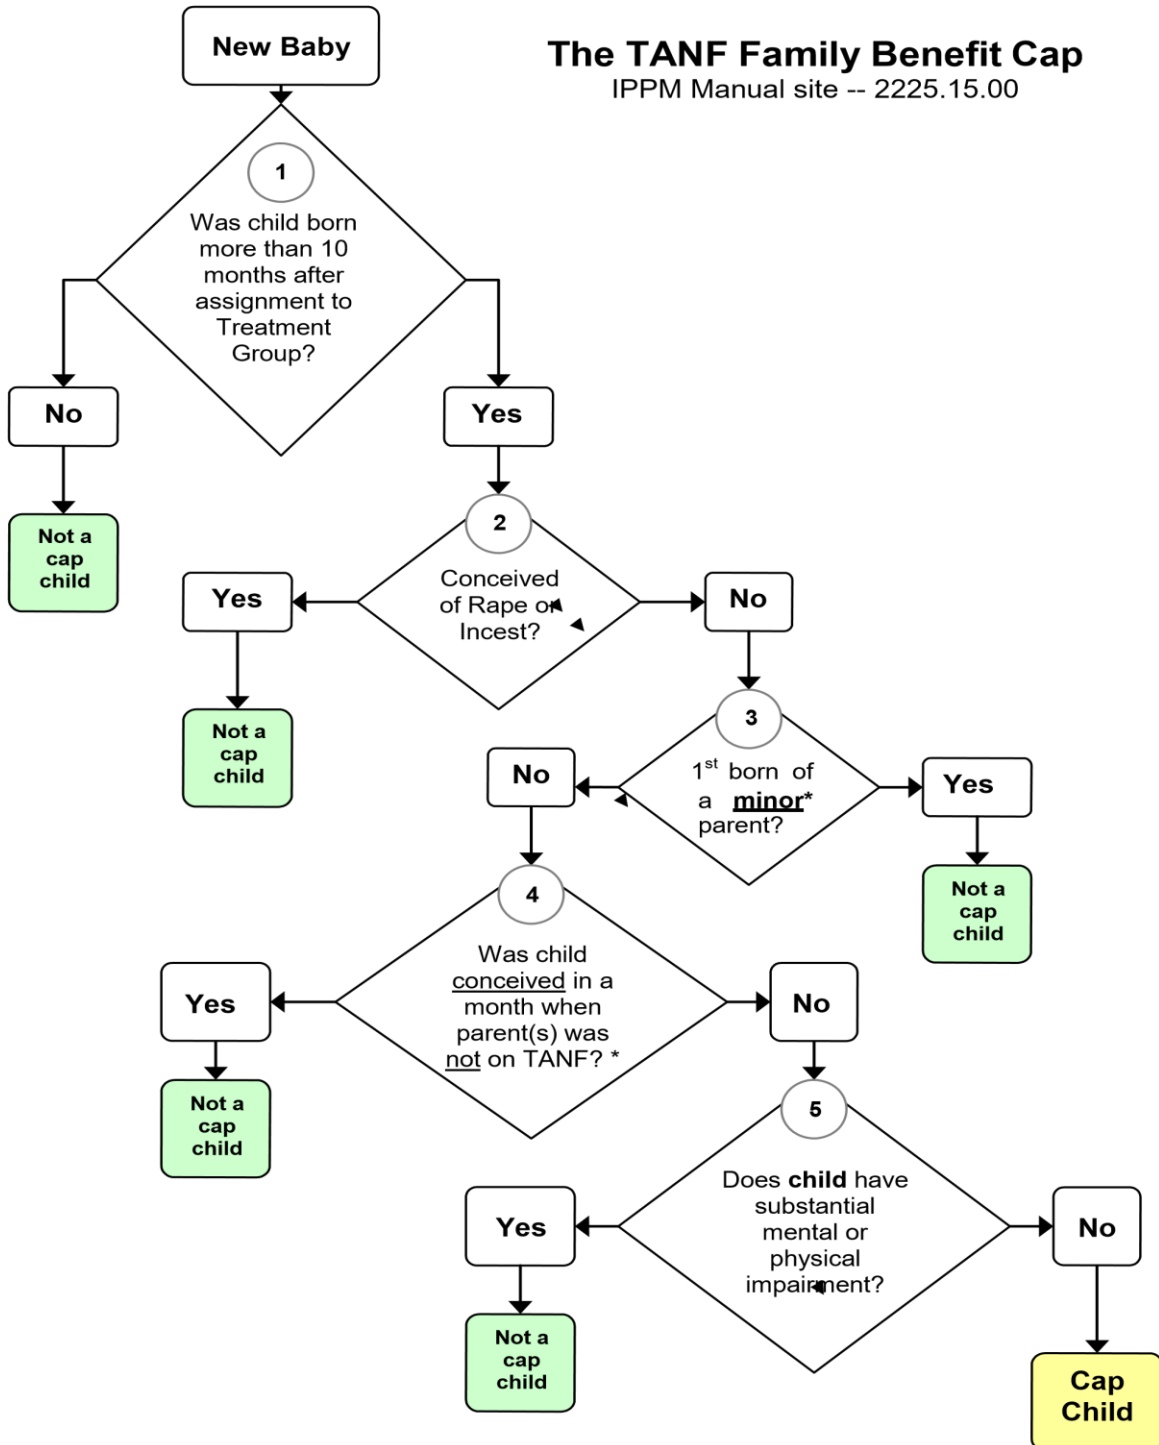 New Baby
The TANF Family Benefit Cap
IPPM Manual site -- 2225.15.00
1
Was child born
more than 10
months after
assignment to
Treatment
Group?
No
Yes
Not a
cap
child
2
Conceived
of Rape or
Incest?
Yes
No
Not a
cap
child
3
1st born of
a minor*
parent?
No
Yes
Not a
cap
child
4
Was child
conceived in a
month when
parent(s) was
not on TANF? *
Yes
No
Not a
cap
child
5
Does child have
substantial
mental or
physical
impairment?
Yes
No
Not a
cap
child
Cap
Child